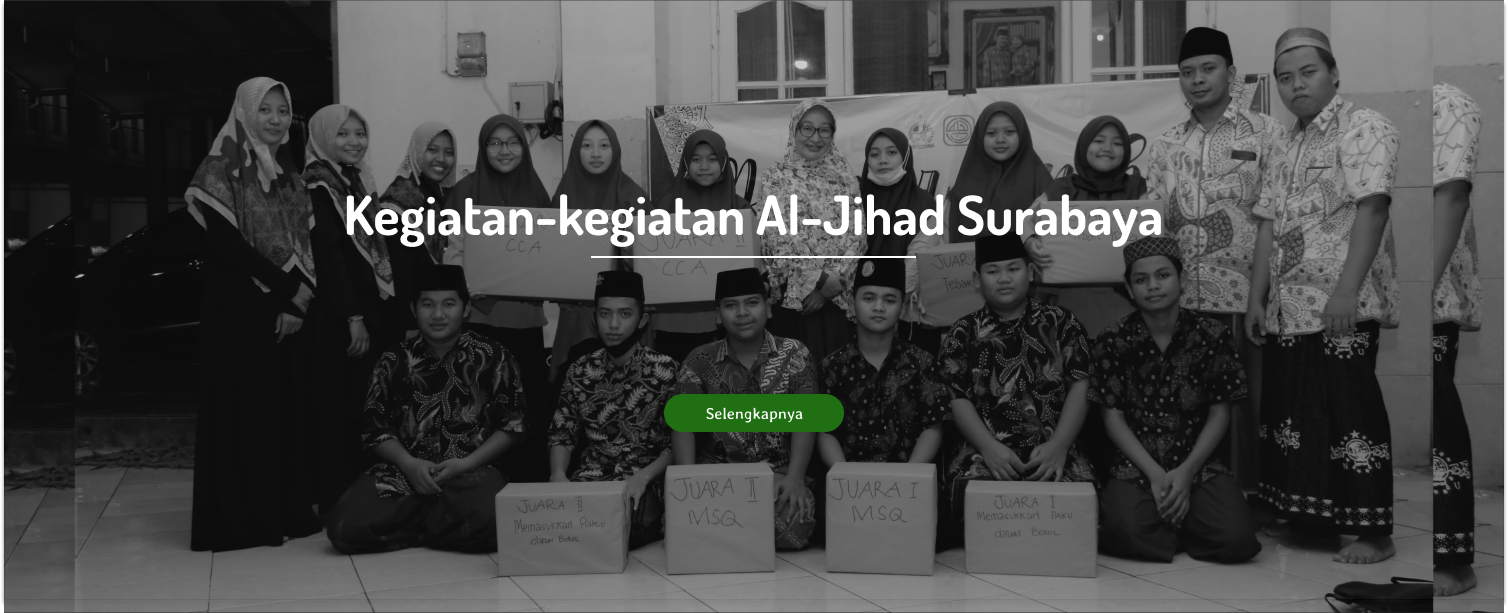 Kegiatan-kegiatan Al-Jihad Surabaya
CCA
JUARA II
CCA
JUARA
Selengkapnya
JUARA II
Memasukkan Paku
dalam Botol
JUARA II
MSQ
JUARA I
MSQ
JUARA I
Memasukkan Paku
dalam Botol
N U